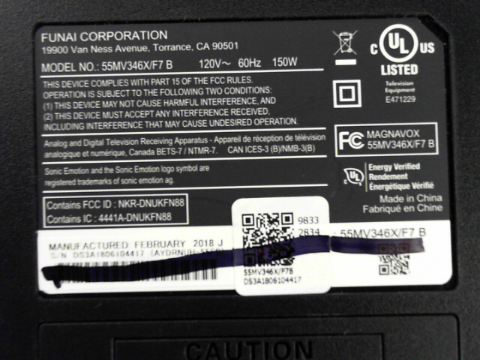 FUNAI CORPORATION
19900 Van Ness Avenue, Torrance, CA 90501
MODEL NO.: 55MV346X/F7 B 120V~ 60Hz 150W
THIS DEVICE COMPLIES WITH PART 15 OF THE FCC RULES.
OPERATION IS SUBJECT TO THE FOLLOWING TWO CONDITIONS:
(1) THIS DEVICE MAY NOT CAUSE HARMFUL INTERFERENCE, AND
(2) THIS DEVICE MUST ACCEPT ANY INTERFERENCE RECEIVED,
INCLUDING INTERFERENCE THAT MAY CAUSE UNDESIRED OPERATION.
Analog and Digital Television Receiving Apparatus - Appareil de réception de télévision
analogique et numérique, Canada BETS-7 / NTMR-7. CAN ICES-3 (B)/NMB-3(B)
Sonic Emotion and the Sonic Emotion logo symbol are
registered trademarks of sonic emotion ag.
Contains FCC ID : NKR-DNUKFN88
Contains IC : 4441A-DNUKFN88
C UL US
LISTED
Television
Equipment
E471229
FC MAGNAVOX
55MV346X/F7 B
Energy Verified
Rendement
Énergétique Vérifié
Made in China
Fabriqué en China
MANUFACTURED FEBRUARY 2018 J
S/N DS3A1806104417
9833
2834
55MV346X/F7B
DS3A1806104417
55MV346X/F7 B
CAUTION